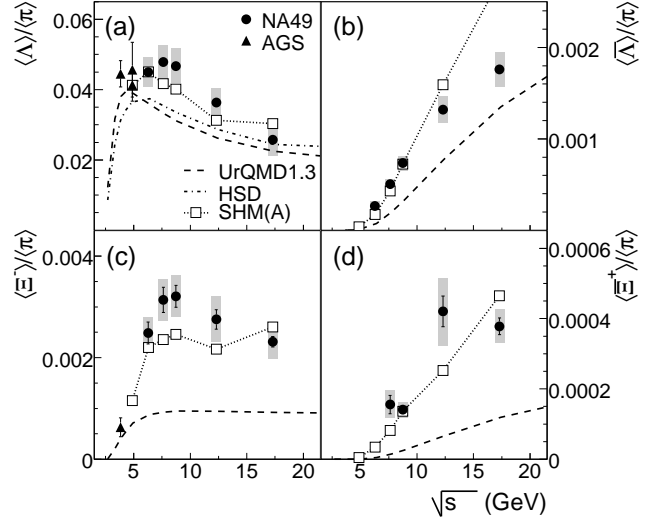 ⟨Λ⟩/⟨π⟩
(a)
● NA49
▲ AGS
0.06
0.04
0.02
UrQMD1.3
HSD
SHM(A)
(b)
⟨Λ̅⟩/⟨π⟩
0.002
0.001
⟨Ξ⁻⟩/⟨π⟩
(c)
0.004
0.002
0
(d)
⟨Ξ̅⁺⟩/⟨π⟩
0.0006
0.0004
0.0002
0
5 10 15 20
5 10 15 20
√s (GeV)